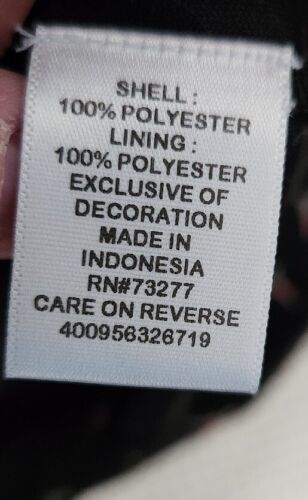 SHELL :
100% POLYESTER
LINING :
100% POLYESTER
EXCLUSIVE OF
DECORATION
MADE IN
INDONESIA
RN#73277
CARE ON REVERSE
400956326719